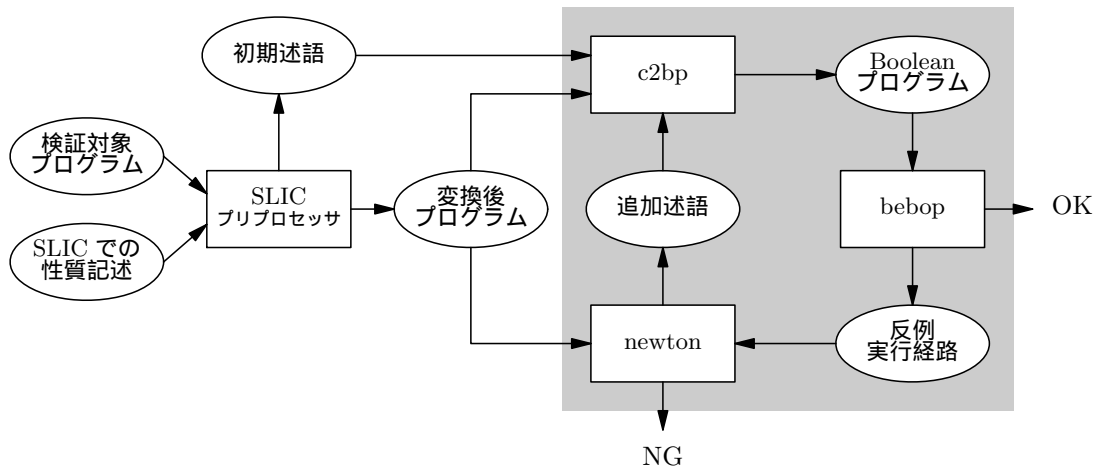 初期述語
c2bp
Boolean
プログラム
検証対象
プログラム
SLIC
プリプロセッサ
変換後
プログラム
追加述語
bebop
OK
SLIC での
性質記述
newton
反例
実行経路
NG